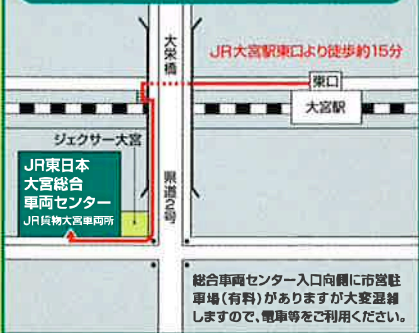 大栄橋
JR大宮駅東口より徒歩約15分
東口
大宮駅
ジェクサー大宮
JR東日本
大宮総合
車両センター
JR貨物大宮車両所
県道2号
総合車両センター入口向側に市営駐
車場(有料)がありますが大変混雑
しますので、電車等をご利用ください。